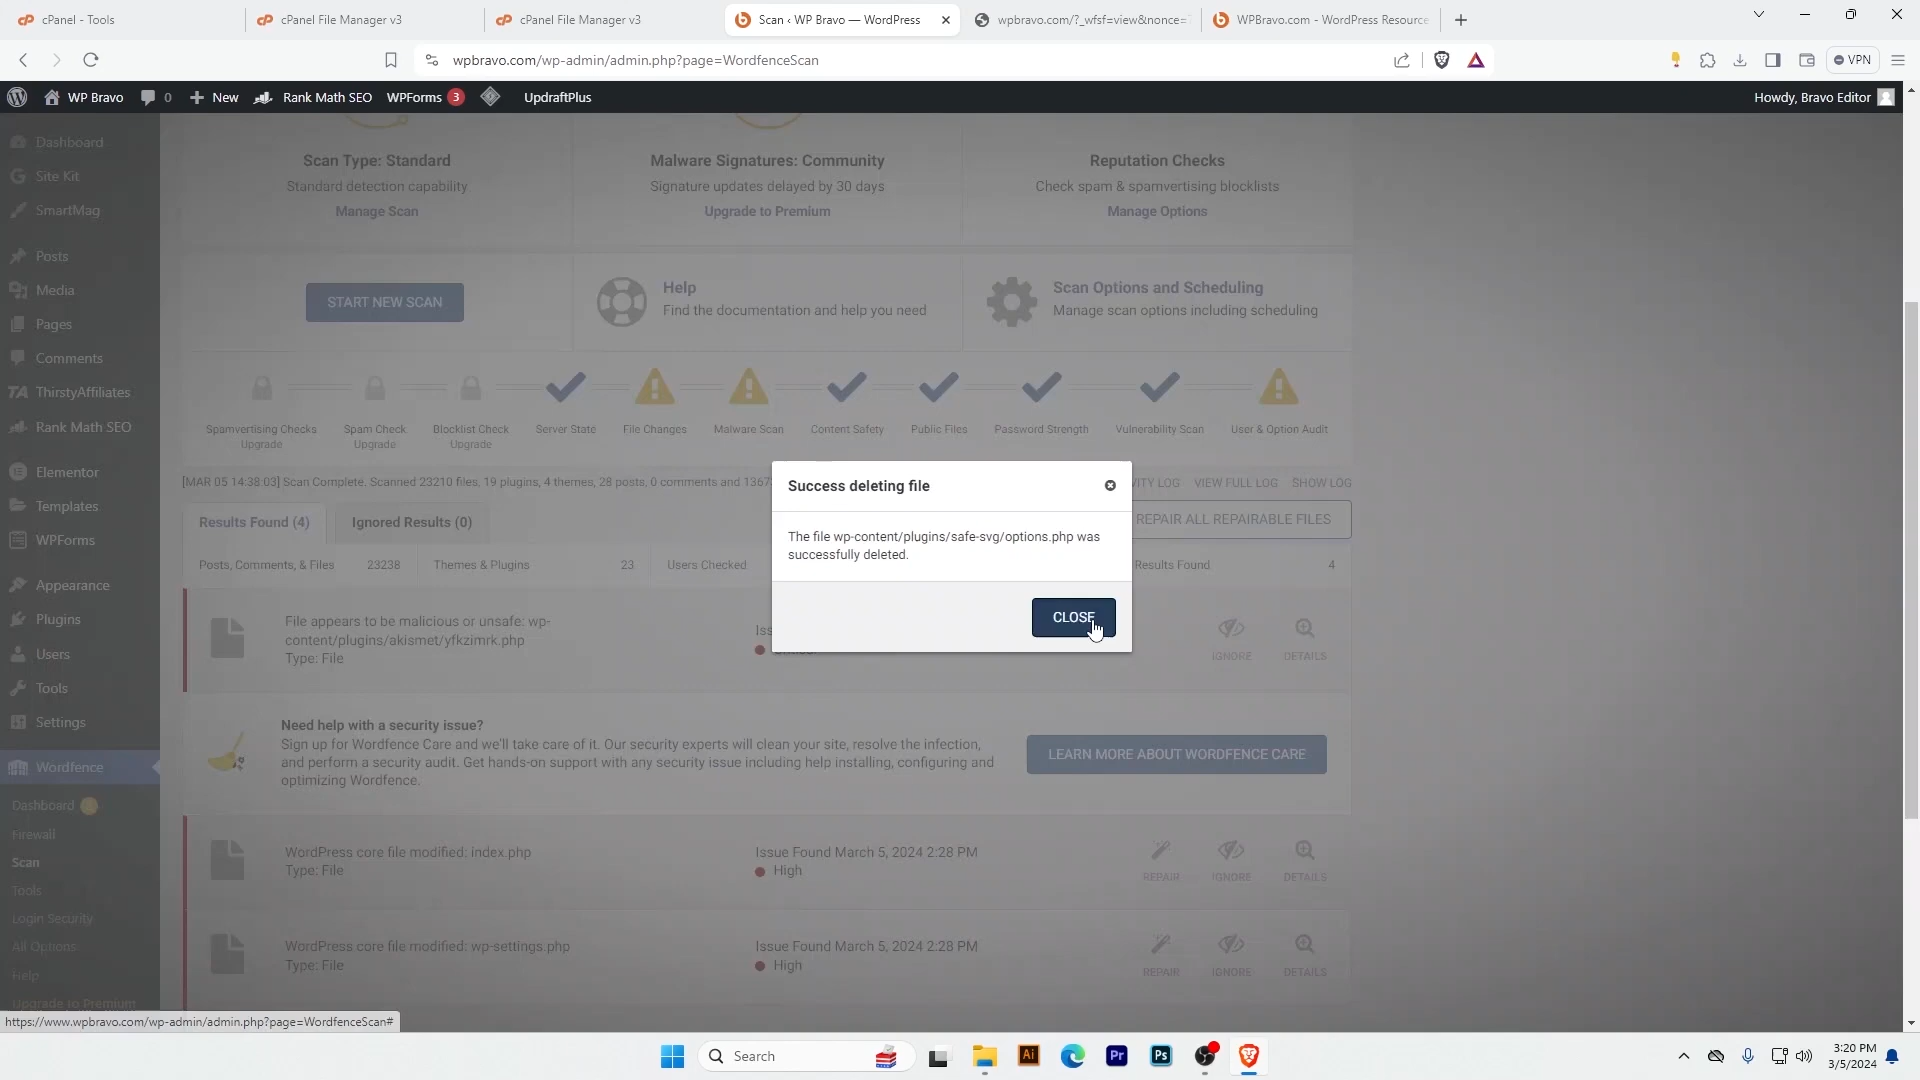 cPanel - Tools
cPanel File Manager v3
cPanel File Manager v3
Scan ‹ WP Bravo — WordPress
wpbravo.com/?_wfsf=view&nonce=
WPBravo.com - WordPress Resource
wpbravo.com/wp-admin/admin.php?page=WordfenceScan
VPN
WP Bravo
0
New
Rank Math SEO
WPForms 3
UpdraftPlus
Howdy, Bravo Editor
Dashboard
Site Kit
SmartMag
Posts
Media
Pages
Comments
ThirstyAffiliates
Rank Math SEO
Elementor
Templates
WPForms
Appearance
Plugins
Users
Tools
Settings
Wordfence
Dashboard
Firewall
Scan
Tools
Login Security
All Options
Help
Upgrade to Premium
Scan Type: Standard
Standard detection capability
Manage Scan
Malware Signatures: Community
Signature updates delayed by 30 days
Upgrade to Premium
Reputation Checks
Check spam & spamvertising blocklists
Manage Options
START NEW SCAN
Help
Find the documentation and help you need
Scan Options and Scheduling
Manage scan options including scheduling
Spamvertising Checks
Upgrade
Spam Check
Upgrade
Blocklist Check
Upgrade
Server State
File Changes
Malware Scan
Content Safety
Public Files
Password Strength
Vulnerability Scan
User & Option Audit
[MAR 05 14:38:03] Scan Complete. Scanned 23210 files, 19 plugins, 4 themes, 28 posts, 0 comments and 1367
VITY LOG
VIEW FULL LOG
SHOW LOG
Results Found (4)
Ignored Results (0)
REPAIR ALL REPAIRABLE FILES
Posts, Comments, & Files 23238
Themes & Plugins 23
Users Checked
Results Found 4
Success deleting file
The file wp-content/plugins/safe-svg/options.php was
successfully deleted.
CLOSE
File appears to be malicious or unsafe: wp-
content/plugins/akismet/yfkzimrk.php
Type: File
Iss
IGNORE
DETAILS
Need help with a security issue?
Sign up for Wordfence Care and we'll take care of it. Our security experts will clean your site, resolve the infection,
and perform a security audit. Get hands-on support with any security issue including help installing, configuring and
optimizing Wordfence.
LEARN MORE ABOUT WORDFENCE CARE
WordPress core file modified: index.php
Type: File
Issue Found March 5, 2024 2:28 PM
High
REPAIR
IGNORE
DETAILS
WordPress core file modified: wp-settings.php
Type: File
Issue Found March 5, 2024 2:28 PM
High
REPAIR
IGNORE
DETAILS
https://www.wpbravo.com/wp-admin/admin.php?page=WordfenceScan#
Search
Ai
Pr
Ps
3:20 PM
3/5/2024